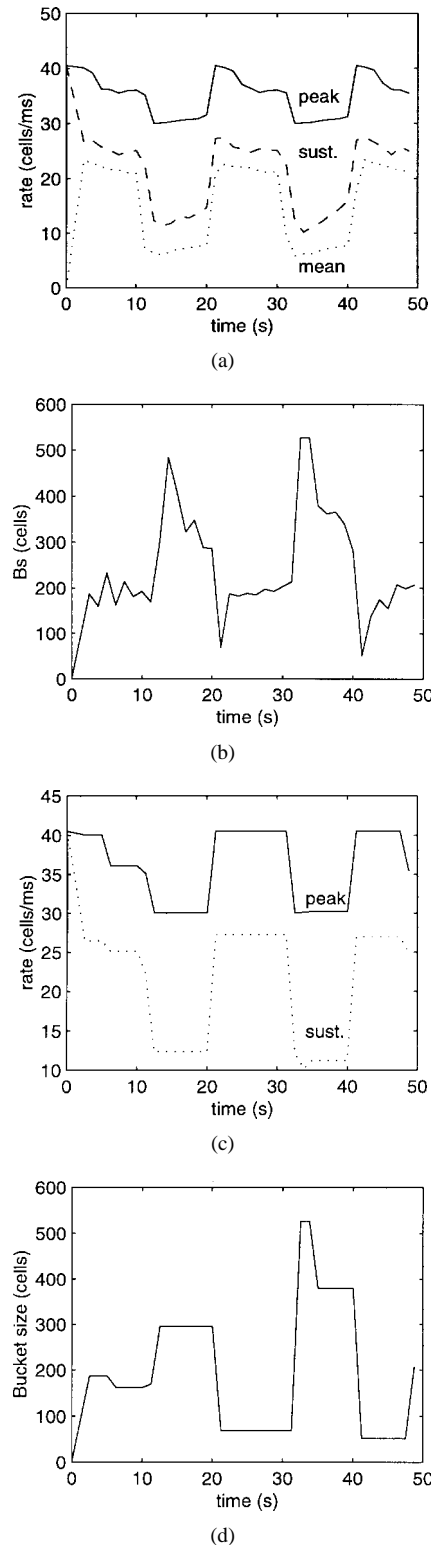 50
40
30
20
10
0
rate (cells/ms)
peak
sust.
mean
0 10 20 30 40 50
time (s)
(a)
600
500
400
300
200
100
0
Bs (cells)
0 10 20 30 40 50
time (s)
(b)
45
40
35
30
25
20
15
10
rate (cells/ms)
peak
sust.
0 10 20 30 40 50
time (s)
(c)
600
500
400
300
200
100
0
Bucket size (cells)
0 10 20 30 40 50
time (s)
(d)